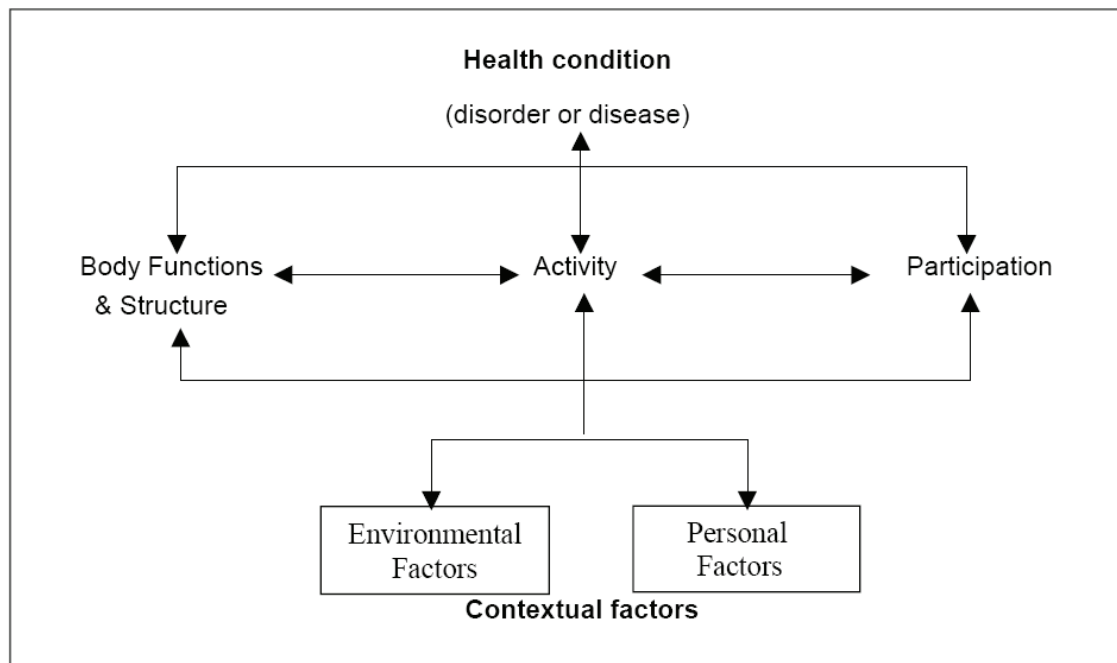 Health condition
(disorder or disease)
Body Functions
& Structure
Activity
Participation
Environmental
Factors
Personal
Factors
Contextual factors